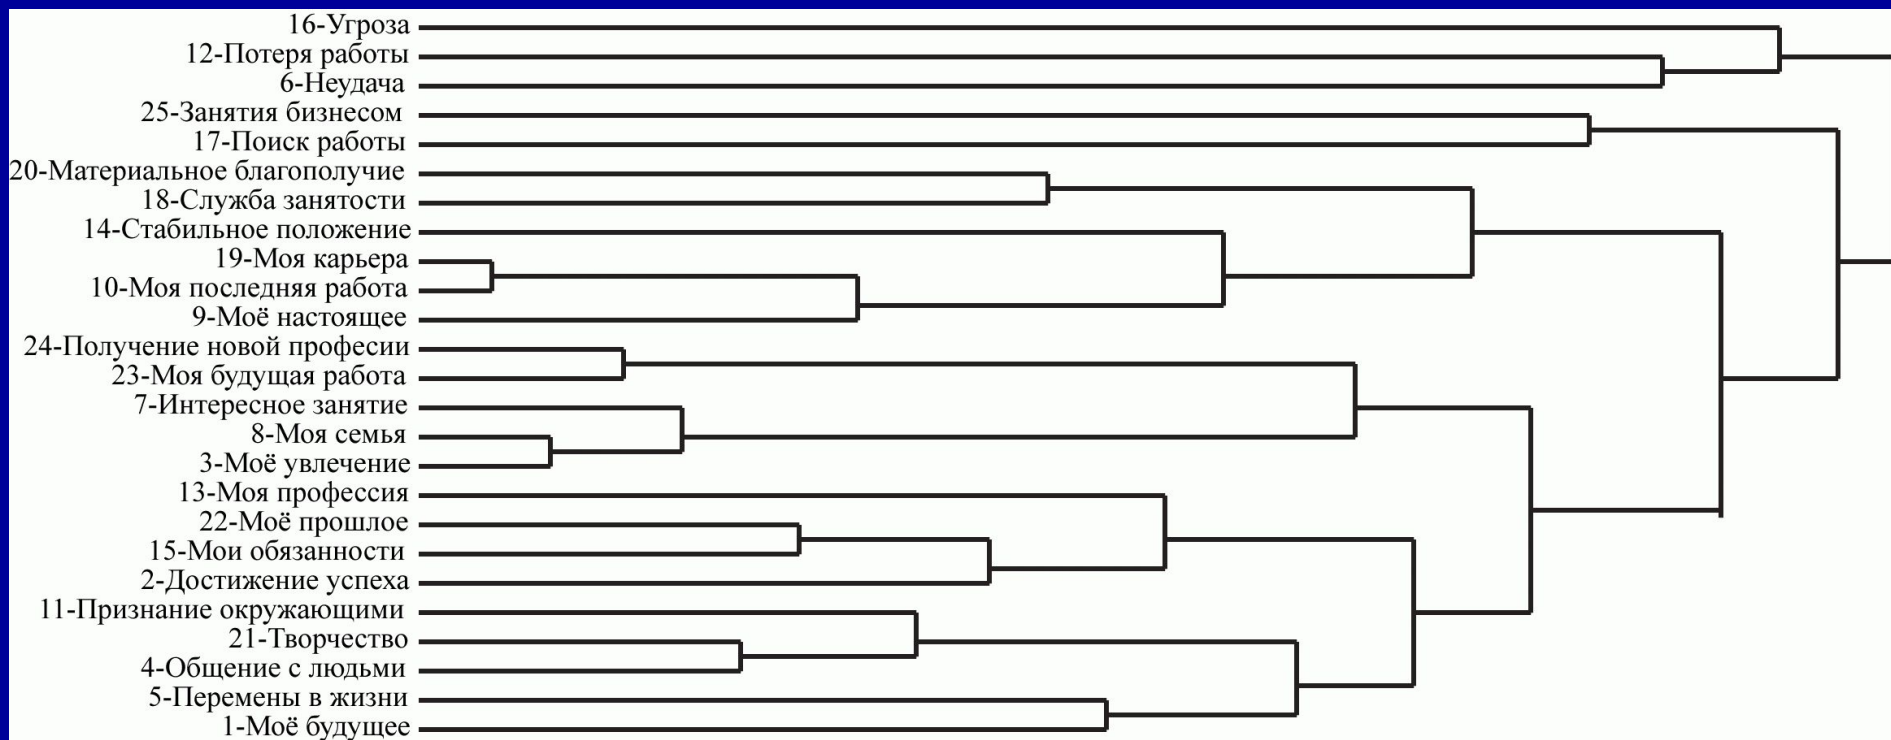 16-Угроза
12-Потеря работы
6-Неудача
25-Занятия бизнесом
17-Поиск работы
20-Материальное благополучие
18-Служба занятости
14-Стабильное положение
19-Моя карьера
10-Моя последняя работа
9-Моё настоящее
24-Получение новой професии
23-Моя будущая работа
7-Интересное занятие
8-Моя семья
3-Моё увлечение
13-Моя профессия
22-Моё прошлое
15-Мои обязанности
2-Достижение успеха
11-Признание окружающими
21-Творчество
4-Общение с людьми
5-Перемены в жизни
1-Моё будущее